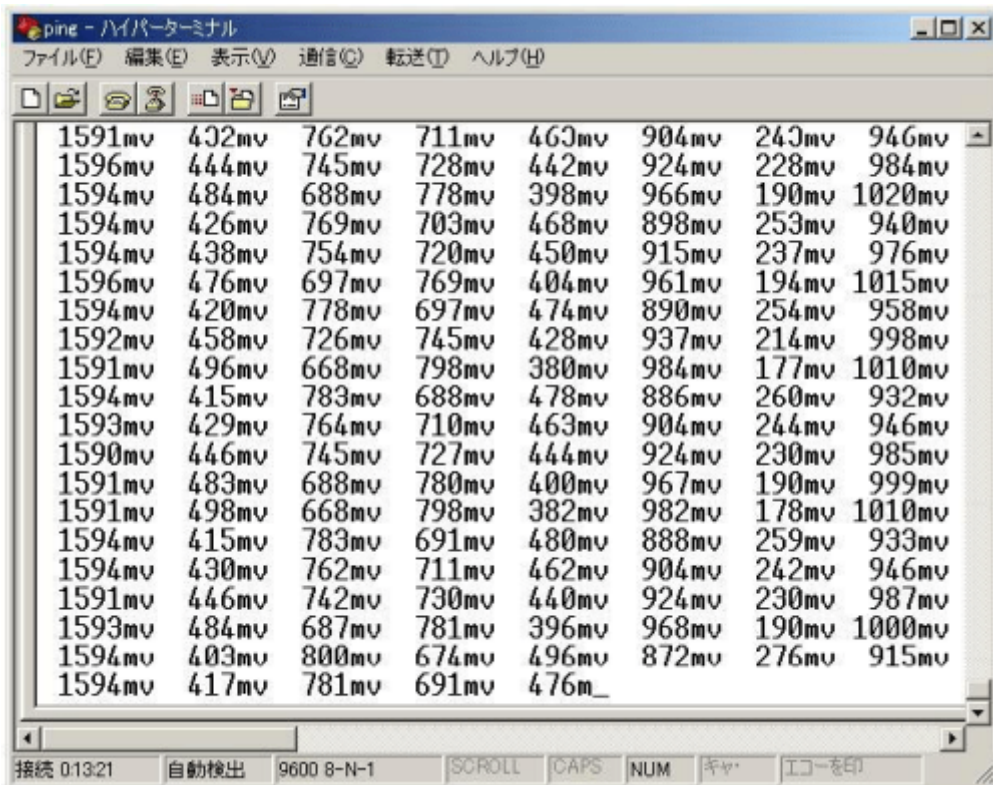 pine - ハイパーターミナル
ファイル(F) 編集(E) 表示(V) 通信(C) 転送(T) ヘルプ(H)
1591mv 432mv 762mv 711mv 463mv 904mv 243mv 946mv
1596mv 444mv 745mv 728mv 442mv 924mv 228mv 984mv
1594mv 484mv 688mv 778mv 398mv 966mv 190mv 1020mv
1594mv 426mv 769mv 703mv 468mv 898mv 253mv 940mv
1594mv 438mv 754mv 720mv 450mv 915mv 237mv 976mv
1596mv 476mv 697mv 769mv 404mv 961mv 194mv 1015mv
1594mv 420mv 778mv 697mv 474mv 890mv 254mv 958mv
1592mv 458mv 726mv 745mv 428mv 937mv 214mv 998mv
1591mv 496mv 668mv 798mv 380mv 984mv 177mv 1010mv
1594mv 415mv 783mv 688mv 478mv 886mv 260mv 932mv
1593mv 429mv 764mv 710mv 463mv 904mv 244mv 946mv
1590mv 446mv 745mv 727mv 444mv 924mv 230mv 985mv
1591mv 483mv 688mv 780mv 400mv 967mv 190mv 999mv
1591mv 498mv 668mv 798mv 382mv 982mv 178mv 1010mv
1594mv 415mv 783mv 691mv 480mv 888mv 259mv 933mv
1594mv 430mv 762mv 711mv 462mv 904mv 242mv 946mv
1591mv 446mv 742mv 730mv 440mv 924mv 230mv 987mv
1593mv 484mv 687mv 781mv 396mv 968mv 190mv 1000mv
1594mv 403mv 800mv 674mv 496mv 872mv 276mv 915mv
1594mv 417mv 781mv 691mv 476m_
接続 0:13:21 自動検出 9600 8-N-1 SCROLL CAPS NUM キャ・ エコーを印